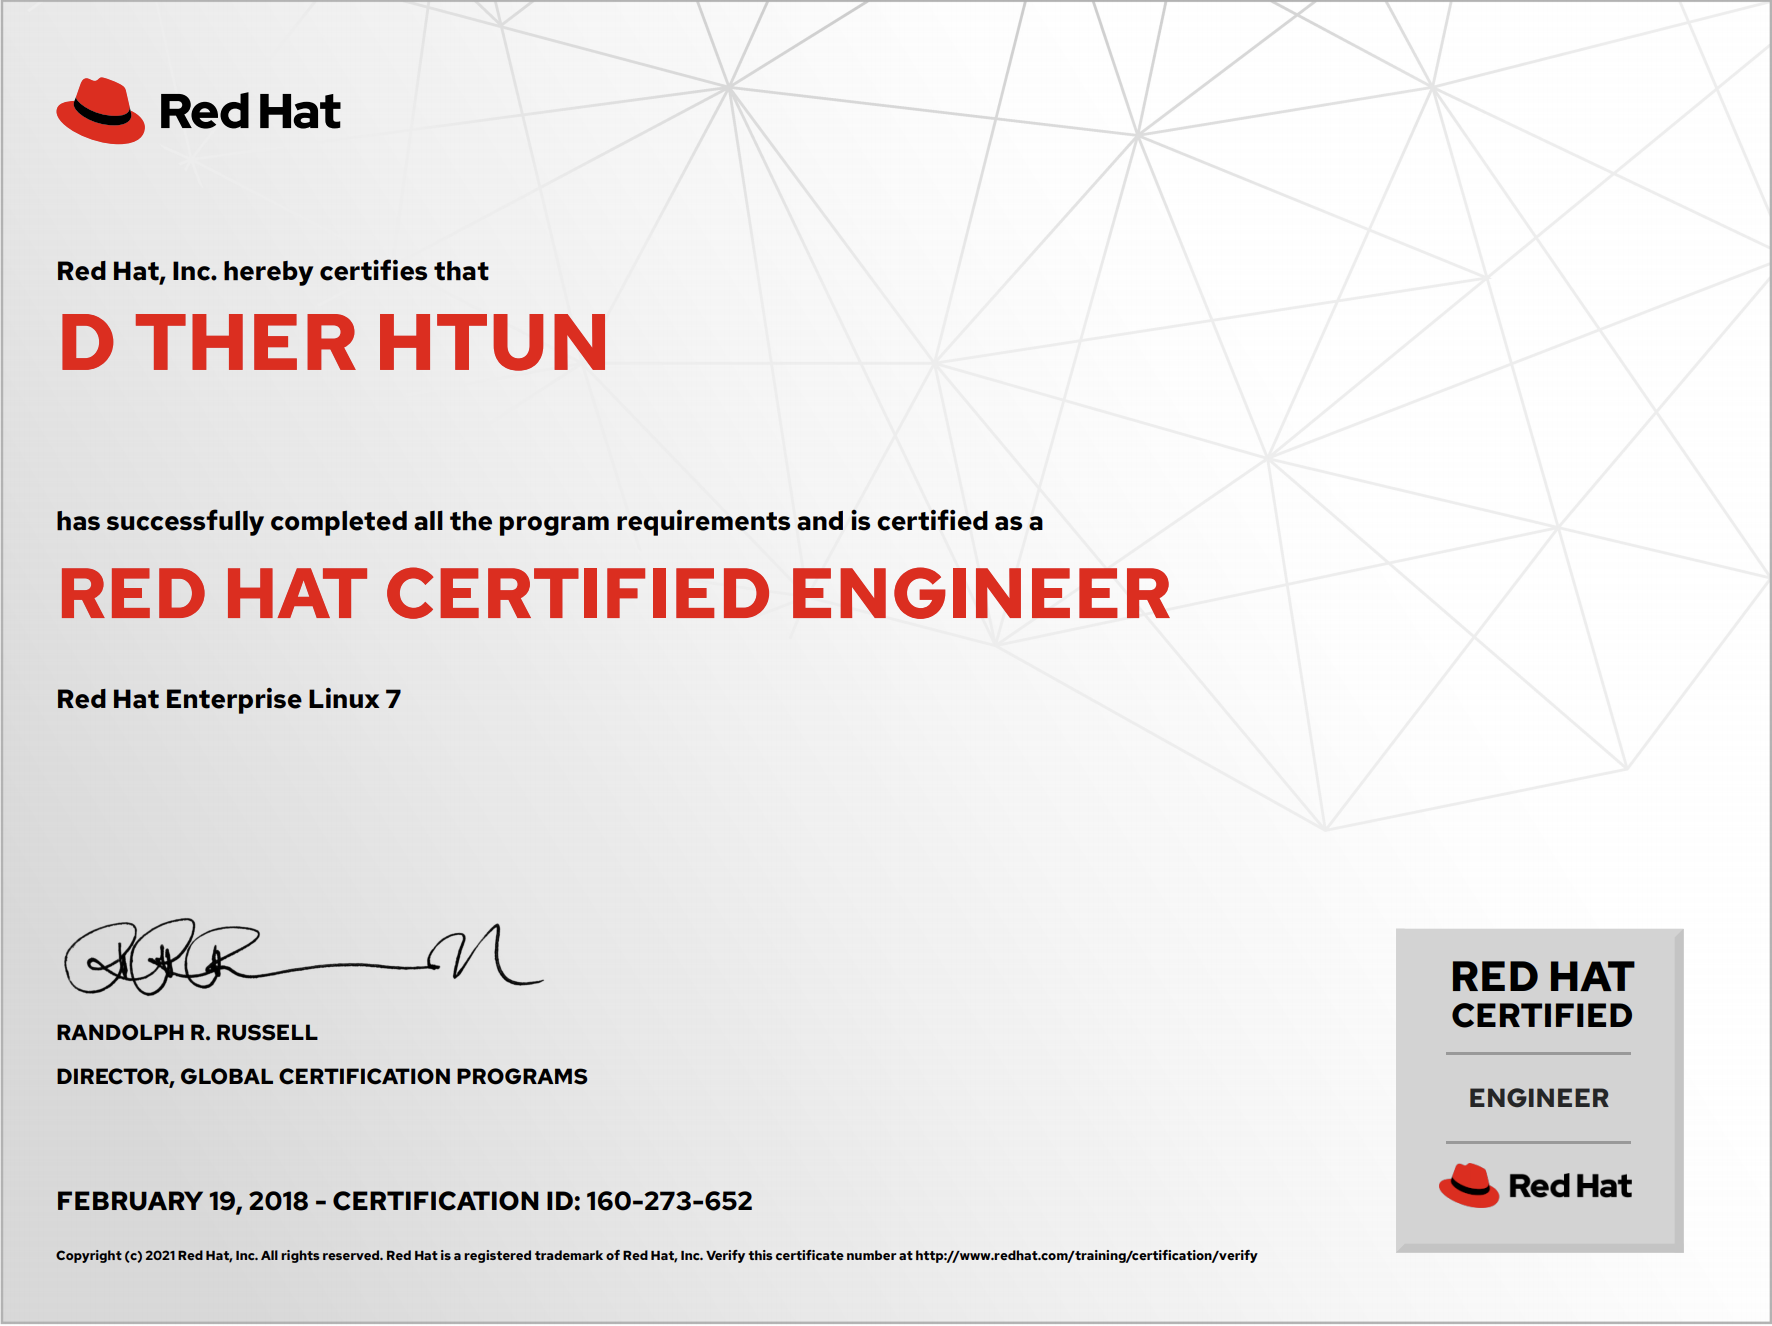 Red Hat
Red Hat, Inc. hereby certifies that
D THER HTUN
has successfully completed all the program requirements and is certified as a
RED HAT CERTIFIED ENGINEER
Red Hat Enterprise Linux 7
RANDOLPH R. RUSSELL
DIRECTOR, GLOBAL CERTIFICATION PROGRAMS
FEBRUARY 19, 2018 - CERTIFICATION ID: 160-273-652
Copyright (c) 2021 Red Hat, Inc. All rights reserved. Red Hat is a registered trademark of Red Hat, Inc. Verify this certificate number at http://www.redhat.com/training/certification/verify
RED HAT
CERTIFIED
ENGINEER
Red Hat